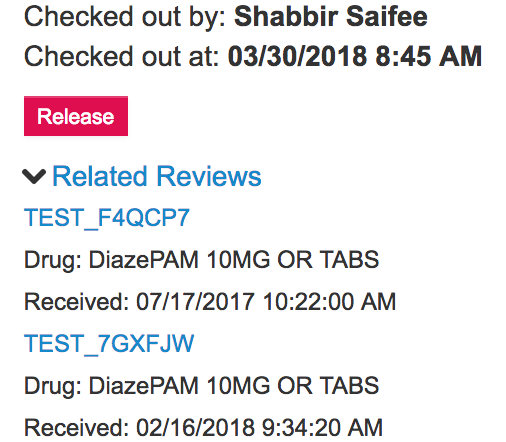 Checked out by: Shabbir Saifee
Checked out at: 03/30/2018 8:45 AM
Release
Related Reviews
TEST_F4QCP7
Drug: DiazePAM 10MG OR TABS
Received: 07/17/2017 10:22:00 AM
TEST_7GXFJW
Drug: DiazePAM 10MG OR TABS
Received: 02/16/2018 9:34:20 AM